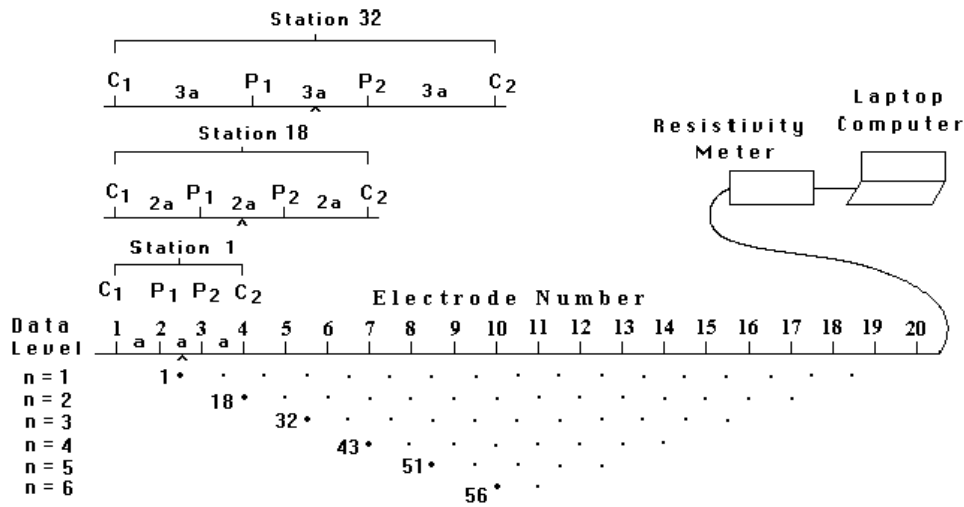 Station 32
C1 P1 P2 C2
3a 3a 3a
Station 18
C1 P1 P2 C2
2a 2a 2a
Station 1
C1 P1 P2 C2
Resistivity
Meter
Laptop
Computer
Electrode Number
Data
Level
1 2 3 4 5 6 7 8 9 10 11 12 13 14 15 16 17 18 19 20
a a a
n = 1 1
n = 2 18
n = 3 32
n = 4 43
n = 5 51
n = 6 56